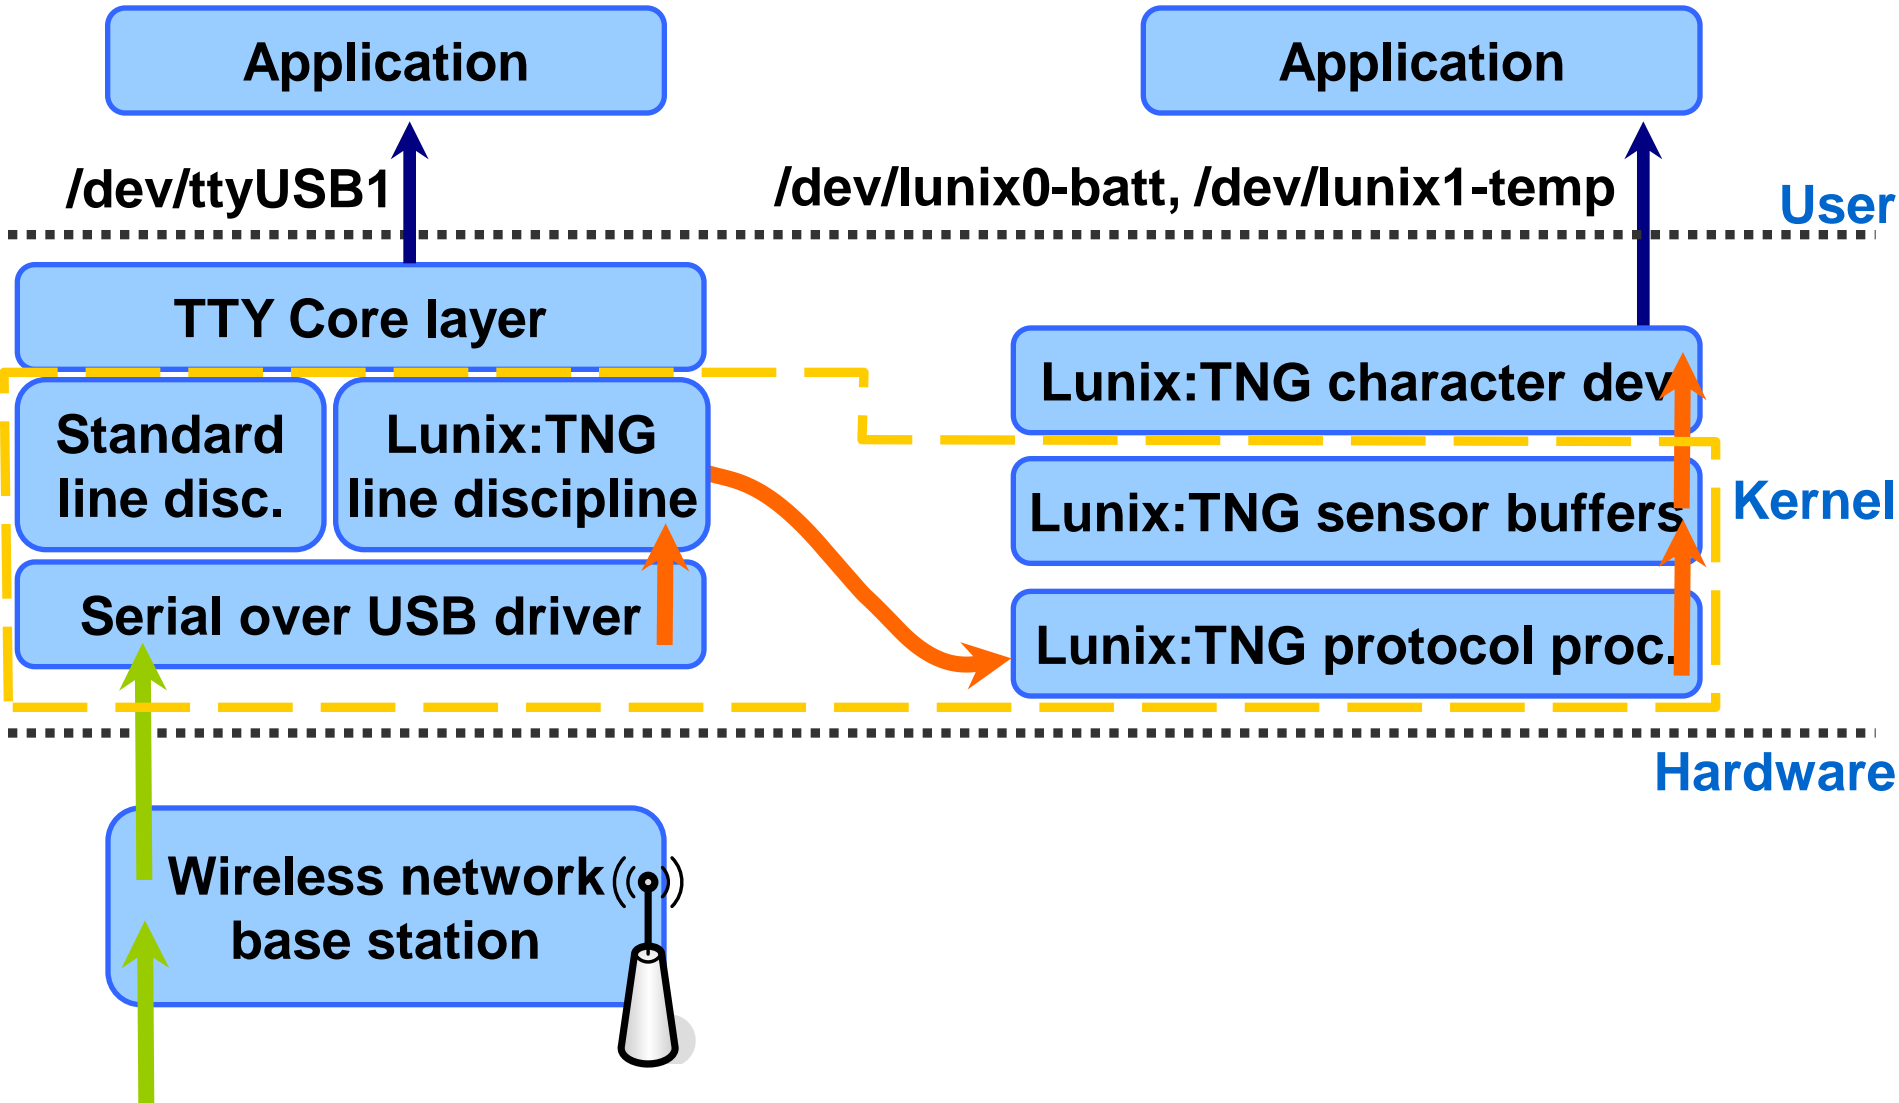 Application
Application
/dev/ttyUSB1
/dev/lunix0-batt, /dev/lunix1-temp
User
TTY Core layer
Lunix:TNG character dev
Standard
line disc.
Lunix:TNG
line discipline
Lunix:TNG sensor buffers
Kernel
Serial over USB driver
Lunix:TNG protocol proc.
Hardware
Wireless network
base station